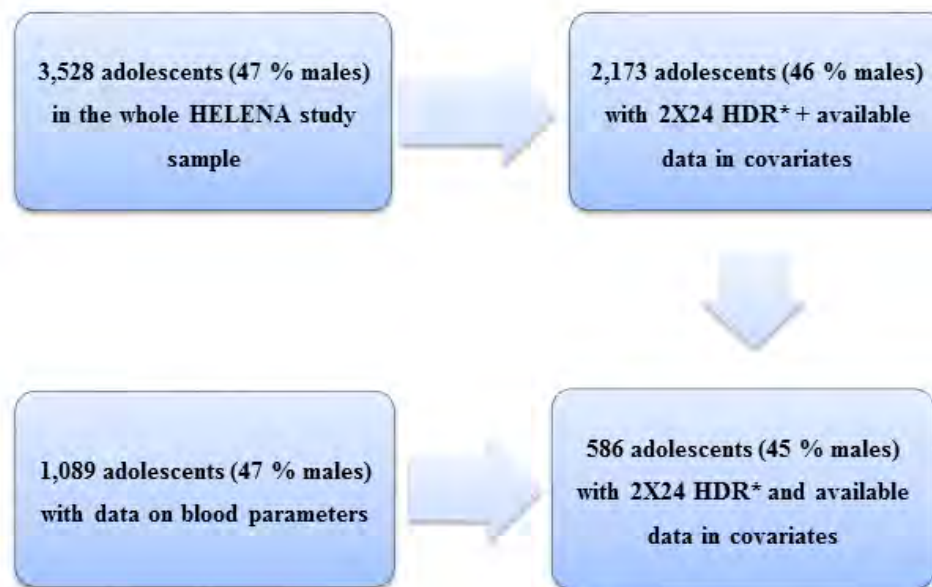 3,528 adolescents (47 % males)
in the whole HELENA study
sample
2,173 adolescents (46 % males)
with 2X24 HDR* + available
data in covariates
1,089 adolescents (47 % males)
with data on blood parameters
586 adolescents (45 % males)
with 2X24 HDR* and available
data in covariates